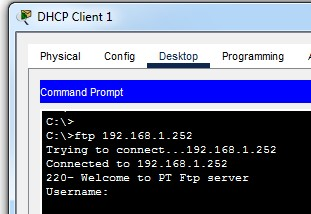 DHCP Client 1
Physical Config Desktop Programming
Command Prompt
C:\>
C:\>ftp 192.168.1.252
Trying to connect...192.168.1.252
Connected to 192.168.1.252
220- Welcome to PT Ftp server
Username: